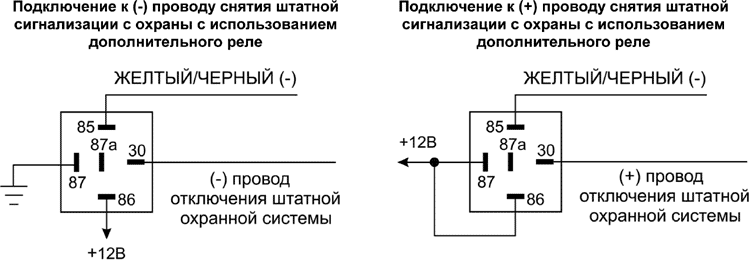 Подключение к (-) проводу снятия штатной
сигнализации с охраны с использованием
дополнительного реле
ЖЕЛТЫЙ/ЧЕРНЫЙ (-)
85
87а
30
87
86
(-) провод
отключения штатной
охранной системы
+12В
Подключение к (+) проводу снятия штатной
сигнализации с охраны с использованием
дополнительного реле
ЖЕЛТЫЙ/ЧЕРНЫЙ (-)
85
+12В
87а
30
87
86
(+) провод
отключения штатной
охранной системы